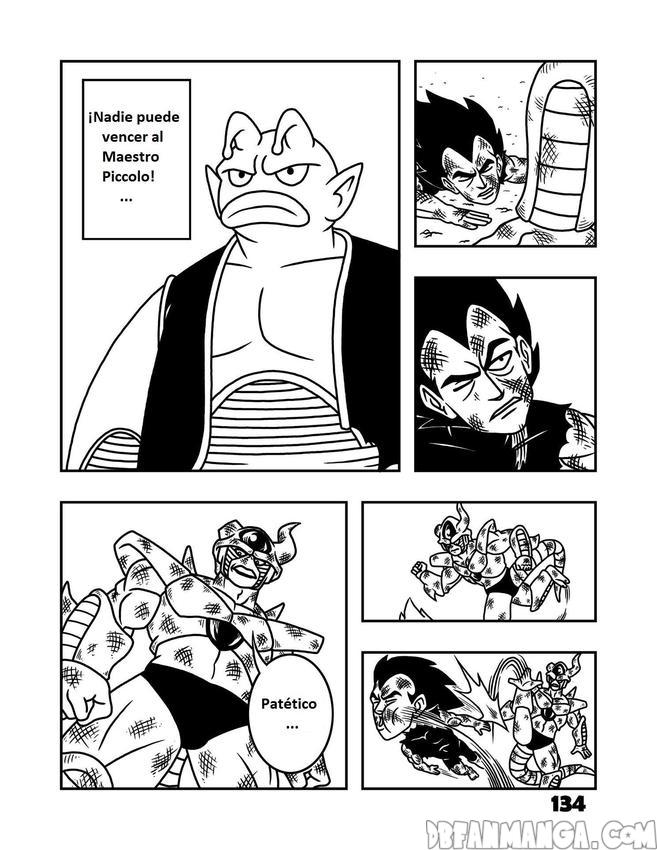 ¡Nadie puede
vencer al
Maestro
Piccolo!
...
Patético
...
134
DBFANMANGA.COM